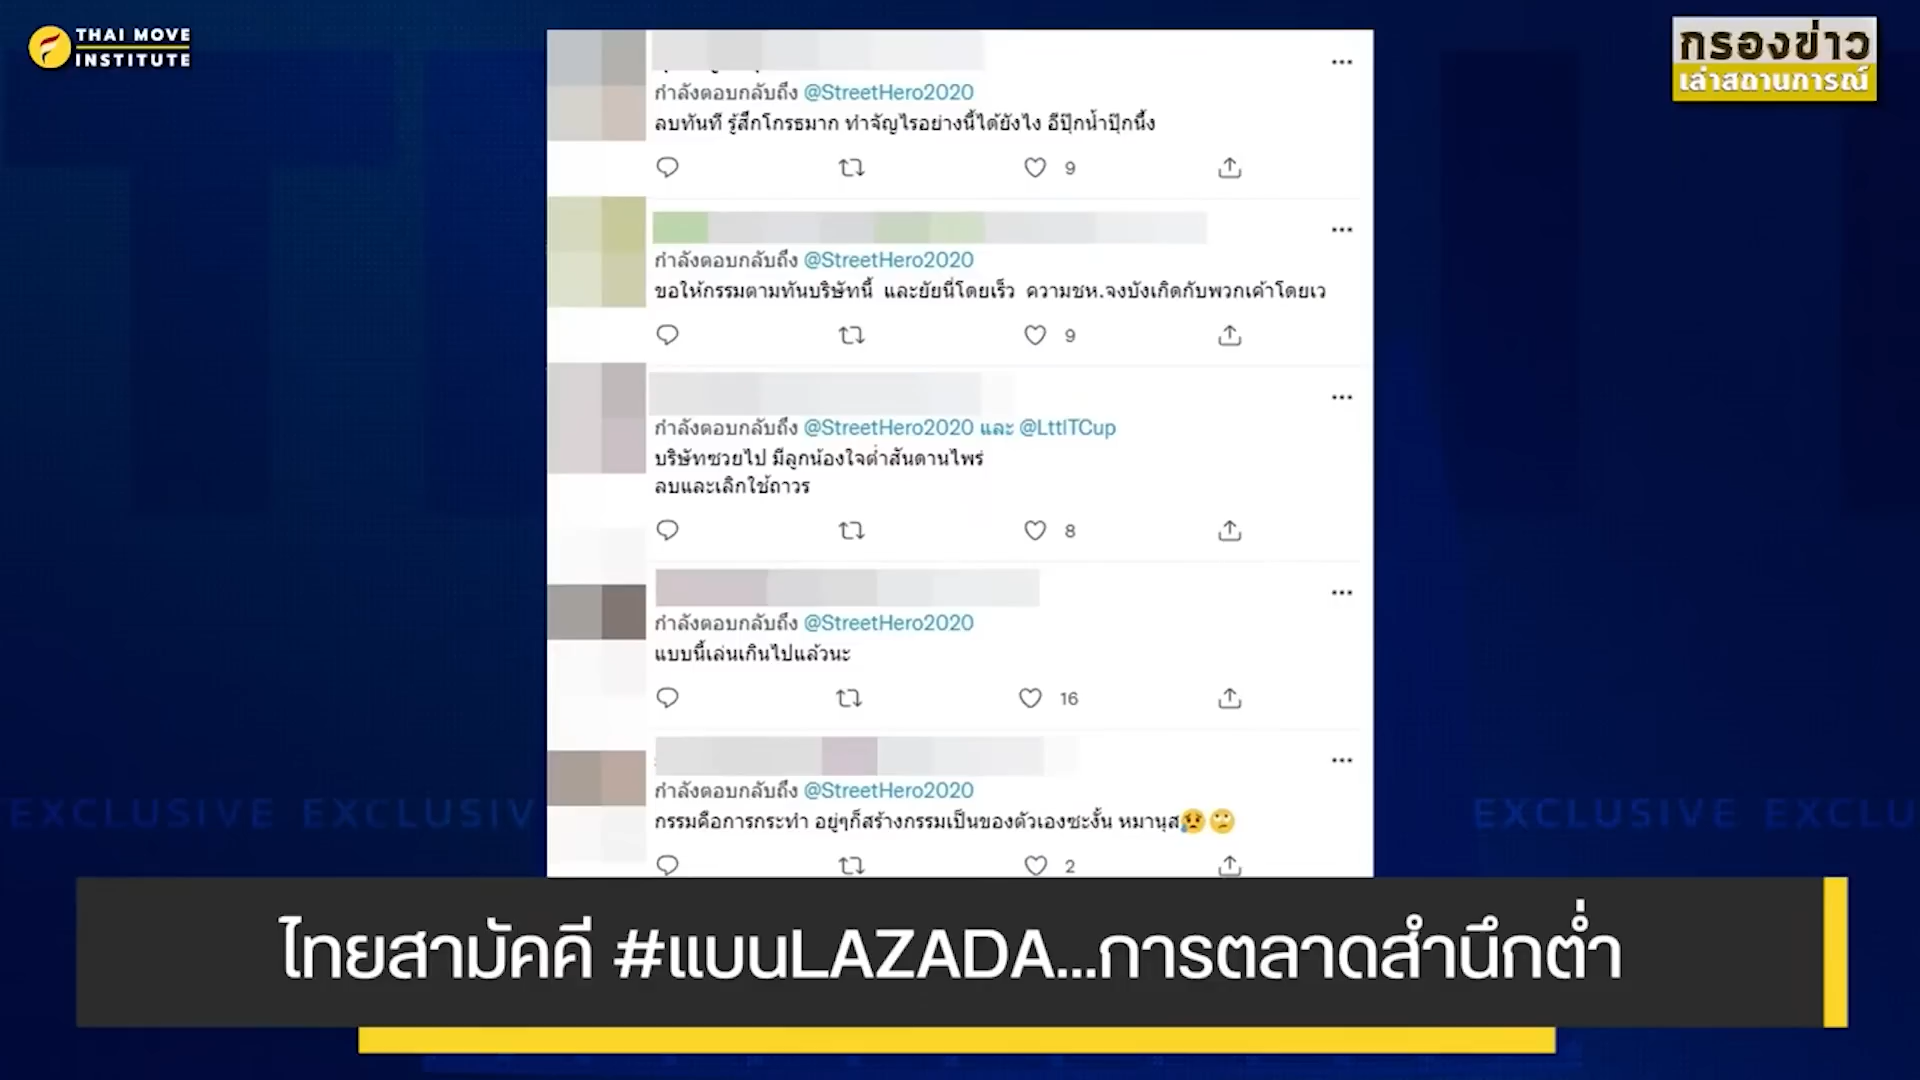 THAI MOVE
INSTITUTE
กรองข่าว
เล่าสถานการณ์
กำลังตอบกลับถึง @StreetHero2020
ลบทันที รู้สึกโกรธมาก ทำจัญไรอย่างนี้ได้ยังไง อีปุ๊กน้ำปุ๊กนึ้ง
9
กำลังตอบกลับถึง @StreetHero2020
ขอให้กรรมตามทันบริษัทนี้ และยัยนี่โดยเร็ว ความชห.จงบังเกิดกับพวกเค้าโดยเว
9
กำลังตอบกลับถึง @StreetHero2020 และ @LttlTCup
บริษัทซวยไป มีลูกน้องใจต่ำสันดานไพร่
ลบและเลิกใช้ถาวร
8
กำลังตอบกลับถึง @StreetHero2020
แบบนี้เล่นเกินไปแล้วนะ
16
กำลังตอบกลับถึง @StreetHero2020
กรรมคือการกระทำ อยู่ๆก็สร้างกรรมเป็นของตัวเองซะงั้น หมานุส😥🙄
2
EXCLUSIVE EXCLUSIV
EXCLUSIVE EXCLU
ไทยสามัคคี #แบนLAZADA...การตลาดสำนึกต่ำ